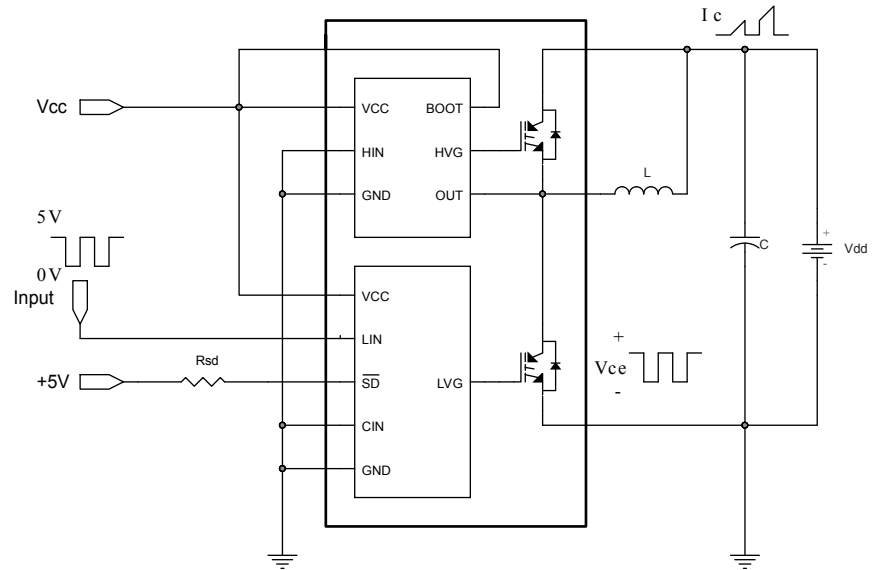 I c
Vcc
VCC
BOOT
HIN
HVG
GND
OUT
L
5V
0V
Input
+
C
-
Vdd
VCC
LIN
+5V
Rsd
SD
LVG
CIN
GND
+
Vce
-